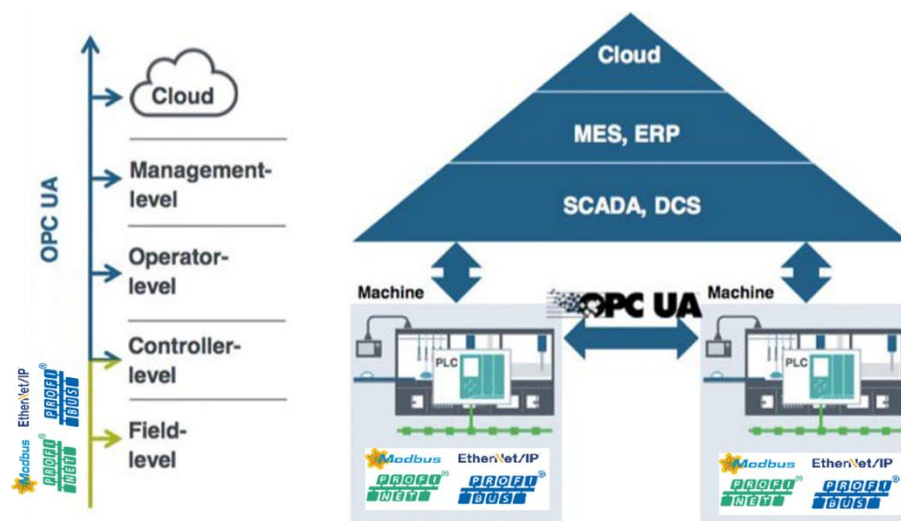 OPC UA
Cloud
Management-
level
Operator-
level
Controller-
level
Field-
level
EtherNet/IP
PROFI
BUS
Modbus
PROFI
NET
Cloud
MES, ERP
SCADA, DCS
Machine
OPC UA
Machine
PLC
PLC
Modbus
EtherNet/IP
PROFI
NET
PROFI
BUS
Modbus
EtherNet/IP
PROFI
NET
PROFI
BUS